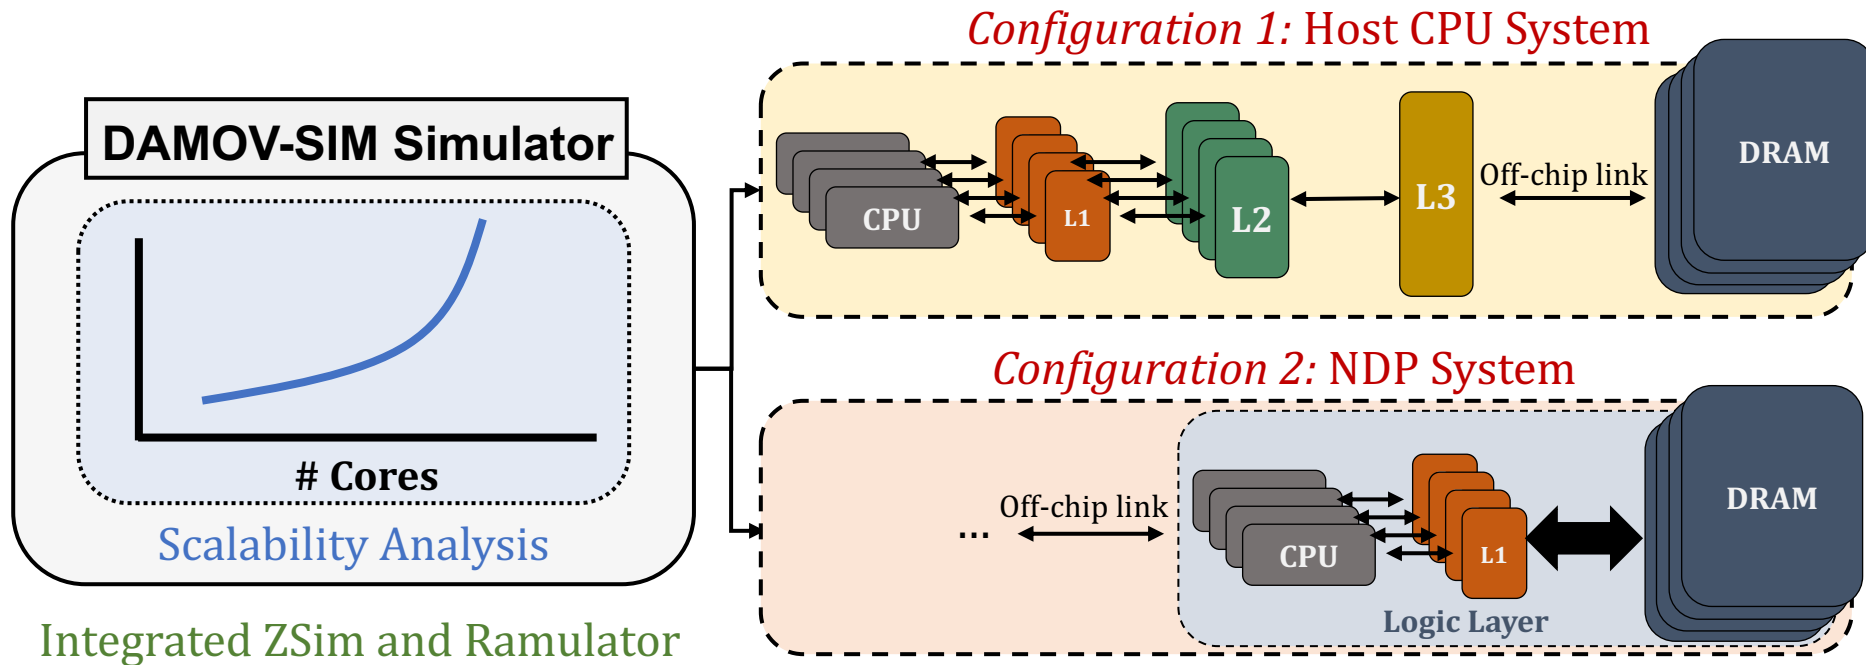 DAMOV-SIM Simulator
# Cores
Scalability Analysis
Integrated ZSim and Ramulator
Configuration 1: Host CPU System
CPU
L1
L2
L3
Off-chip link
DRAM
Configuration 2: NDP System
...
Off-chip link
CPU
L1
DRAM
Logic Layer